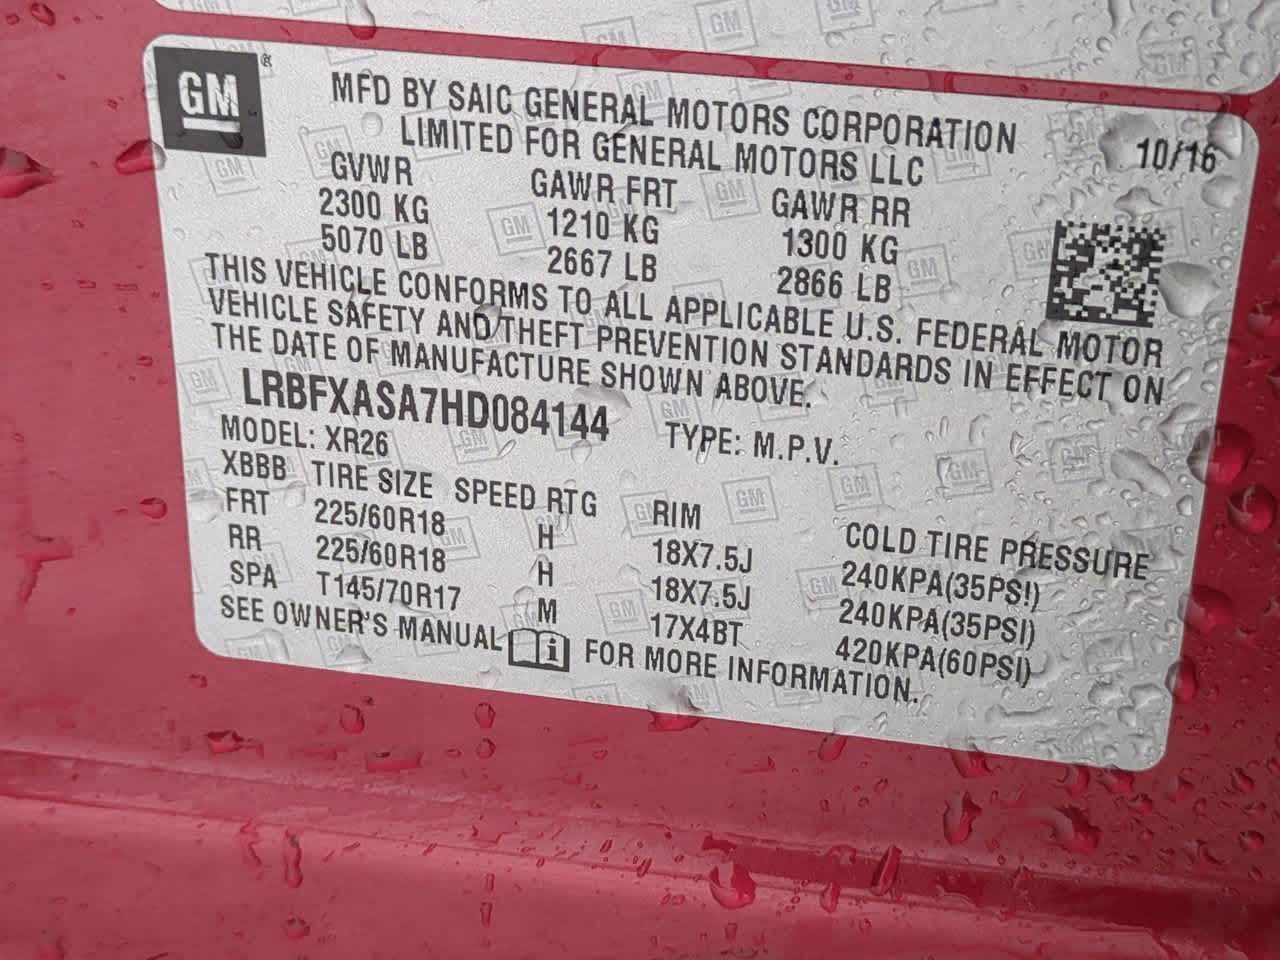 GM®
MFD BY SAIC GENERAL MOTORS CORPORATION
LIMITED FOR GENERAL MOTORS LLC
10/16
GVWR GAWR FRT GAWR RR
2300 KG 1210 KG 1300 KG
5070 LB 2667 LB 2866 LB
THIS VEHICLE CONFORMS TO ALL APPLICABLE U.S. FEDERAL MOTOR
VEHICLE SAFETY AND/THEFT PREVENTION STANDARDS IN EFFECT ON
THE DATE OF MANUFACTURE SHOWN ABOVE.
LRBFXASA7HD084144 TYPE: M.P.V.
MODEL: XR26
XBBB TIRE SIZE SPEED RTG RIM COLD TIRE PRESSURE
FRT 225/60R18 H 18X7.5J 240KPA(35PSI)
RR 225/60R18 H 18X7.5J 240KPA(35PSI)
SPA T145/70R17 M 17X4BT 420KPA(60PSI)
SEE OWNER'S MANUAL i FOR MORE INFORMATION.